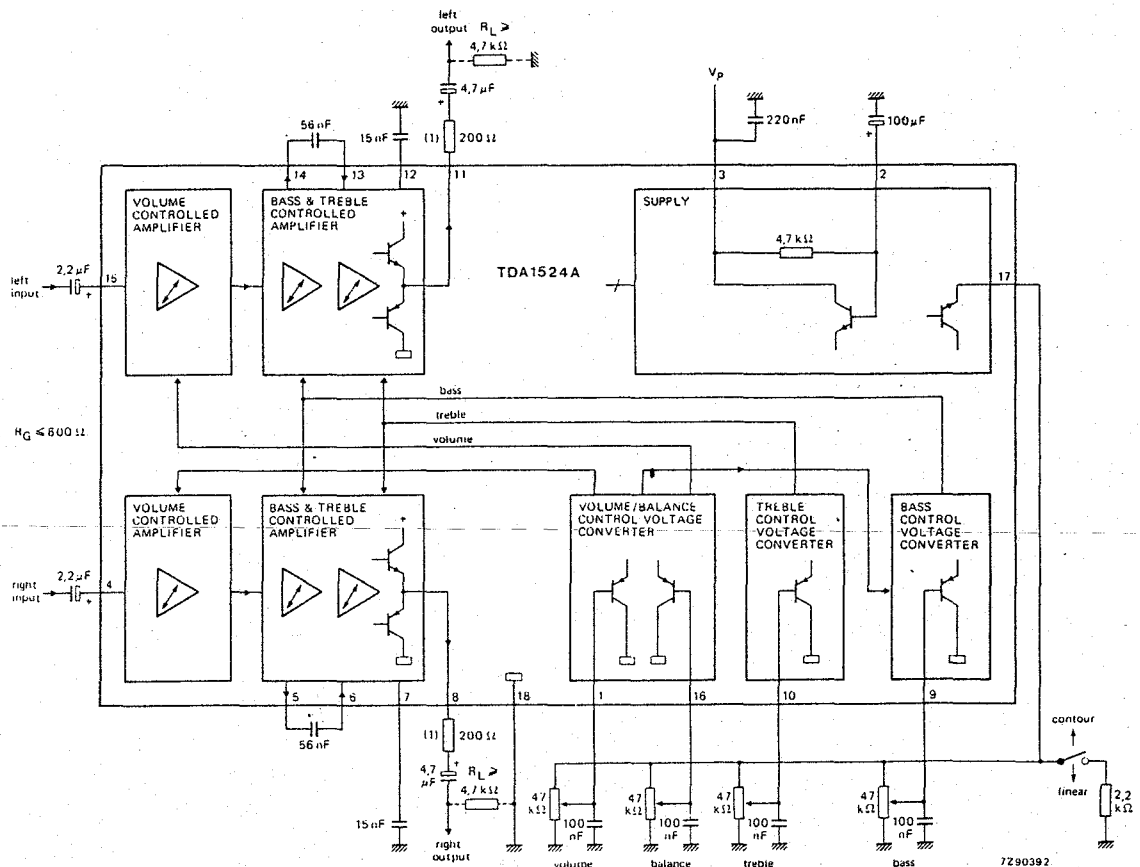 left
output
R_L ⩾
4,7 kΩ
4,7 µF
+
(1)
200 Ω
56 nF
15 nF
14
13
12
11
V_P
220 nF
100 µF
+
3
2
VOLUME
CONTROLLED
AMPLIFIER
BASS & TREBLE
CONTROLLED
AMPLIFIER
+
SUPPLY
4,7 kΩ
TDA1524A
17
2,2 µF
15
left
input
+
bass
treble
volume
R_G ⩽ 600 Ω
VOLUME
CONTROLLED
AMPLIFIER
BASS & TREBLE
CONTROLLED
AMPLIFIER
+
VOLUME/BALANCE
CONTROL VOLTAGE
CONVERTER
TREBLE
CONTROL
VOLTAGE
CONVERTER
BASS
CONTROL
VOLTAGE
CONVERTER
2,2 µF
4
right
input
+
5
6
7
8
18
1
16
10
9
56 nF
(1)
200 Ω
4,7
µF
+
R_L ⩾
4,7 kΩ
15 nF
right
output
contour
linear
2,2
kΩ
47
kΩ
100
nF
47
kΩ
100
nF
47
kΩ
100
nF
47
kΩ
100
nF
volume
balance
treble
bass
7Z90392